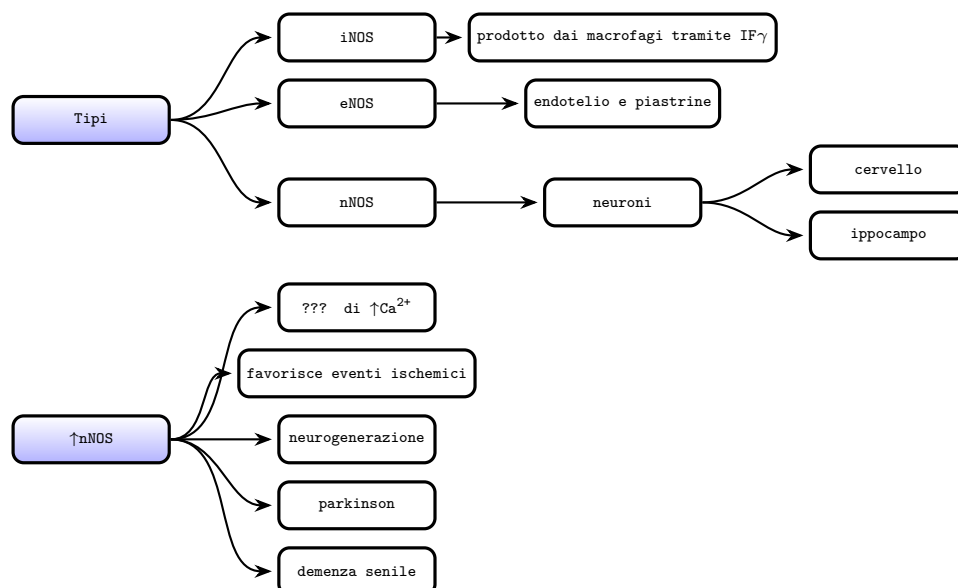 Tipi
iNOS
prodotto dai macrofagi tramite IFγ
eNOS
endotelio e piastrine
nNOS
neuroni
cervello
ippocampo
↑nNOS
??? di ↑Ca²⁺
favorisce eventi ischemici
neurogenerazione
parkinson
demenza senile